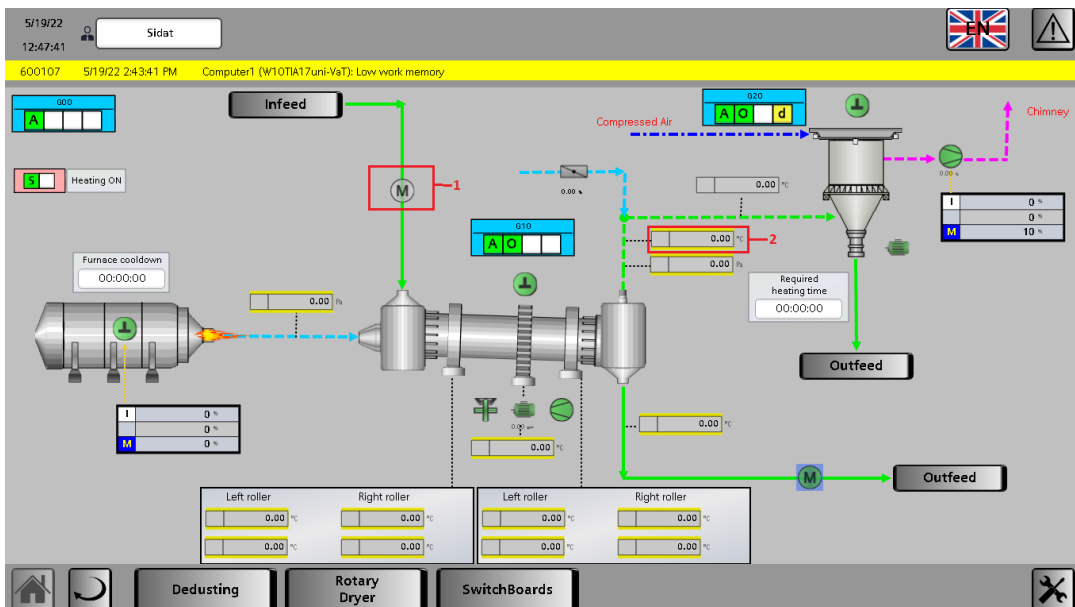 5/19/22
12:47:41
Sidat
EN
600107 5/19/22 2:43:41 PM Computer1 (W10TIA17uni-VaT): Low work memory
G00
A
Infeed
G20
A O d
Compressed Air
Chimney
S Heating ON
M
1
0.00 %
0.00 °C
0.00 %
I 0 %
0 %
M 10 %
G10
A O
0.00 °C
2
0.00 Pa
Furnace cooldown
00:00:00
Required
heating time
00:00:00
0.00 Pa
Outfeed
I 0 %
0 %
M 0 %
0.00 °C
0.00 °C
M
Outfeed
Left roller Right roller Left roller Right roller
0.00 °C 0.00 °C 0.00 °C 0.00 °C
0.00 °C 0.00 °C 0.00 °C 0.00 °C
Dedusting
Rotary
Dryer
SwitchBoards